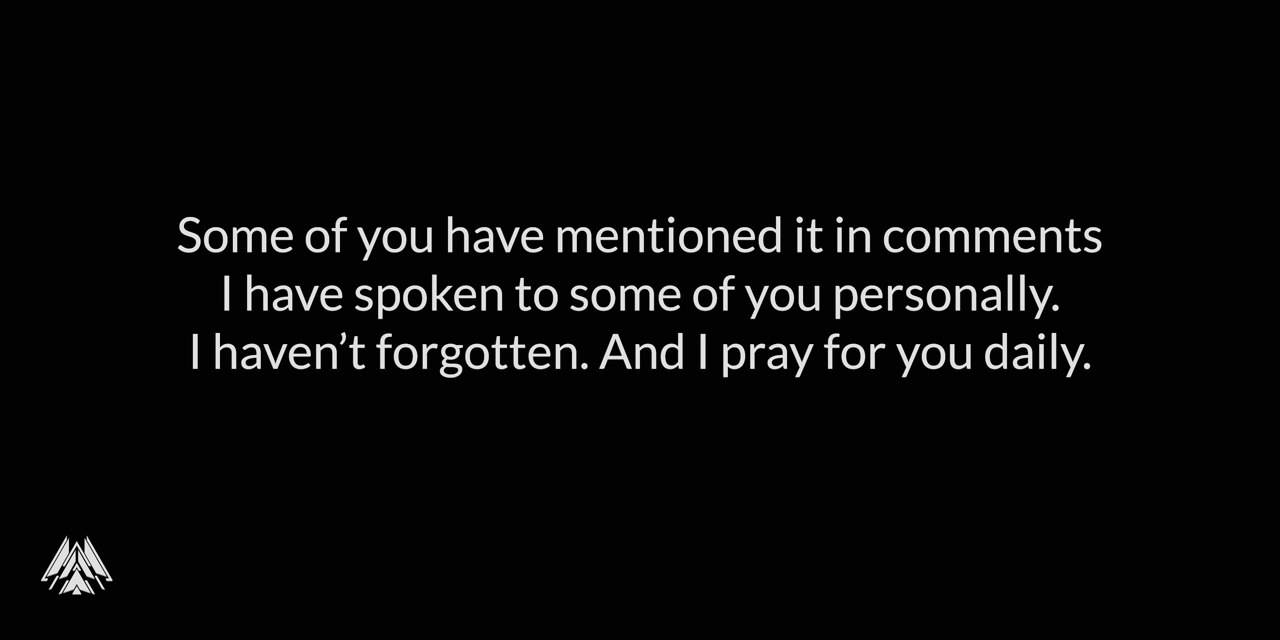 Some of you have mentioned it in comments
I have spoken to some of you personally.
I haven’t forgotten. And I pray for you daily.